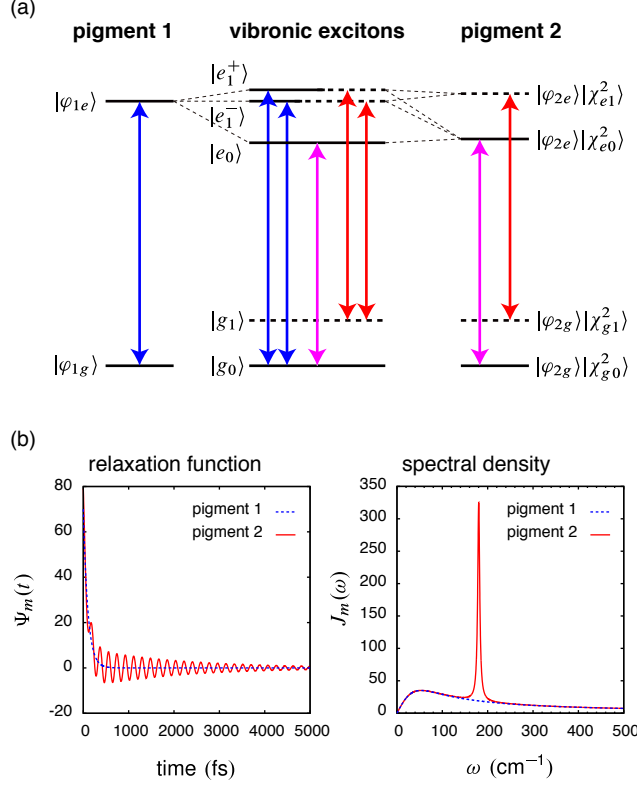 (a)
pigment 1
vibronic excitons
pigment 2
|φ1e⟩
|e₁⁺⟩
|e₁⁻⟩
|e₀⟩
|φ2e⟩|χ²e1⟩
|φ2e⟩|χ²e0⟩
|g₁⟩
|φ2g⟩|χ²g1⟩
|φ1g⟩
|g₀⟩
|φ2g⟩|χ²g0⟩
(b)
relaxation function
spectral density
80
60
40
20
0
-20
Ψm(t)
pigment 1
pigment 2
0 1000 2000 3000 4000 5000
time (fs)
350
300
250
200
150
100
50
0
Jm(ω)
pigment 1
pigment 2
0 100 200 300 400 500
ω (cm⁻¹)